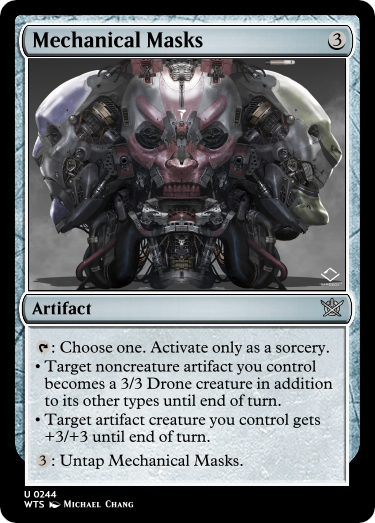 Mechanical Masks 3
Artifact
: Choose one. Activate only as a sorcery.
• Target noncreature artifact you control
becomes a 3/3 Drone creature in addition
to its other types until end of turn.
• Target artifact creature you control gets
+3/+3 until end of turn.
3 : Untap Mechanical Masks.
U 0244
WTS Michael Chang